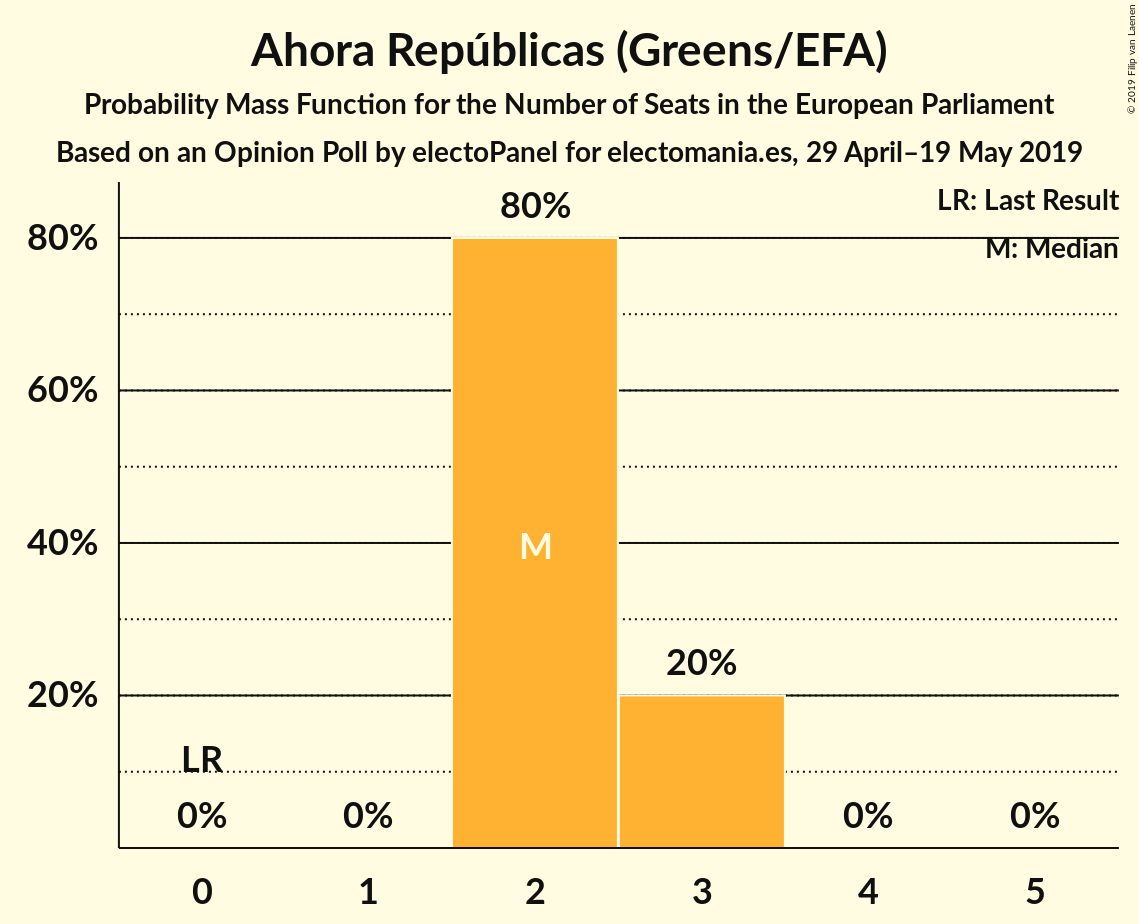 Ahora Repúblicas (Greens/EFA)
Probability Mass Function for the Number of Seats in the European Parliament
Based on an Opinion Poll by electoPanel for electomania.es, 29 April–19 May 2019
© 2019 Filip van Laenen
LR: Last Result
M: Median
80%
80%
60%
40%
M
20%
20%
LR
0%
0%
0%
0%
0
1
2
3
4
5